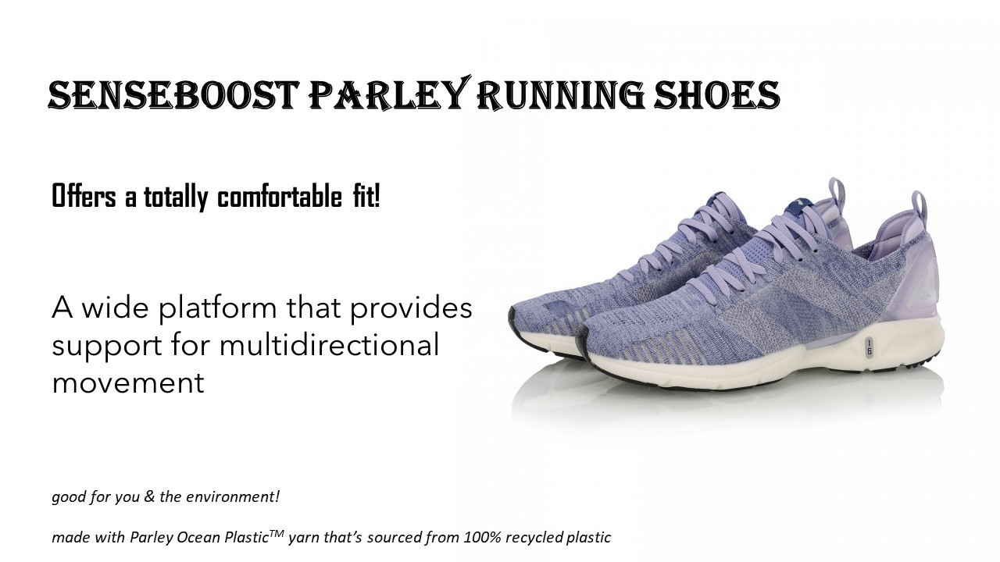 SENSEBOOST PARLEY RUNNING SHOES
Offers a totally comfortable fit!
A wide platform that provides
support for multidirectional
movement
16
good for you & the environment!
made with Parley Ocean Plastic™ yarn that’s sourced from 100% recycled plastic